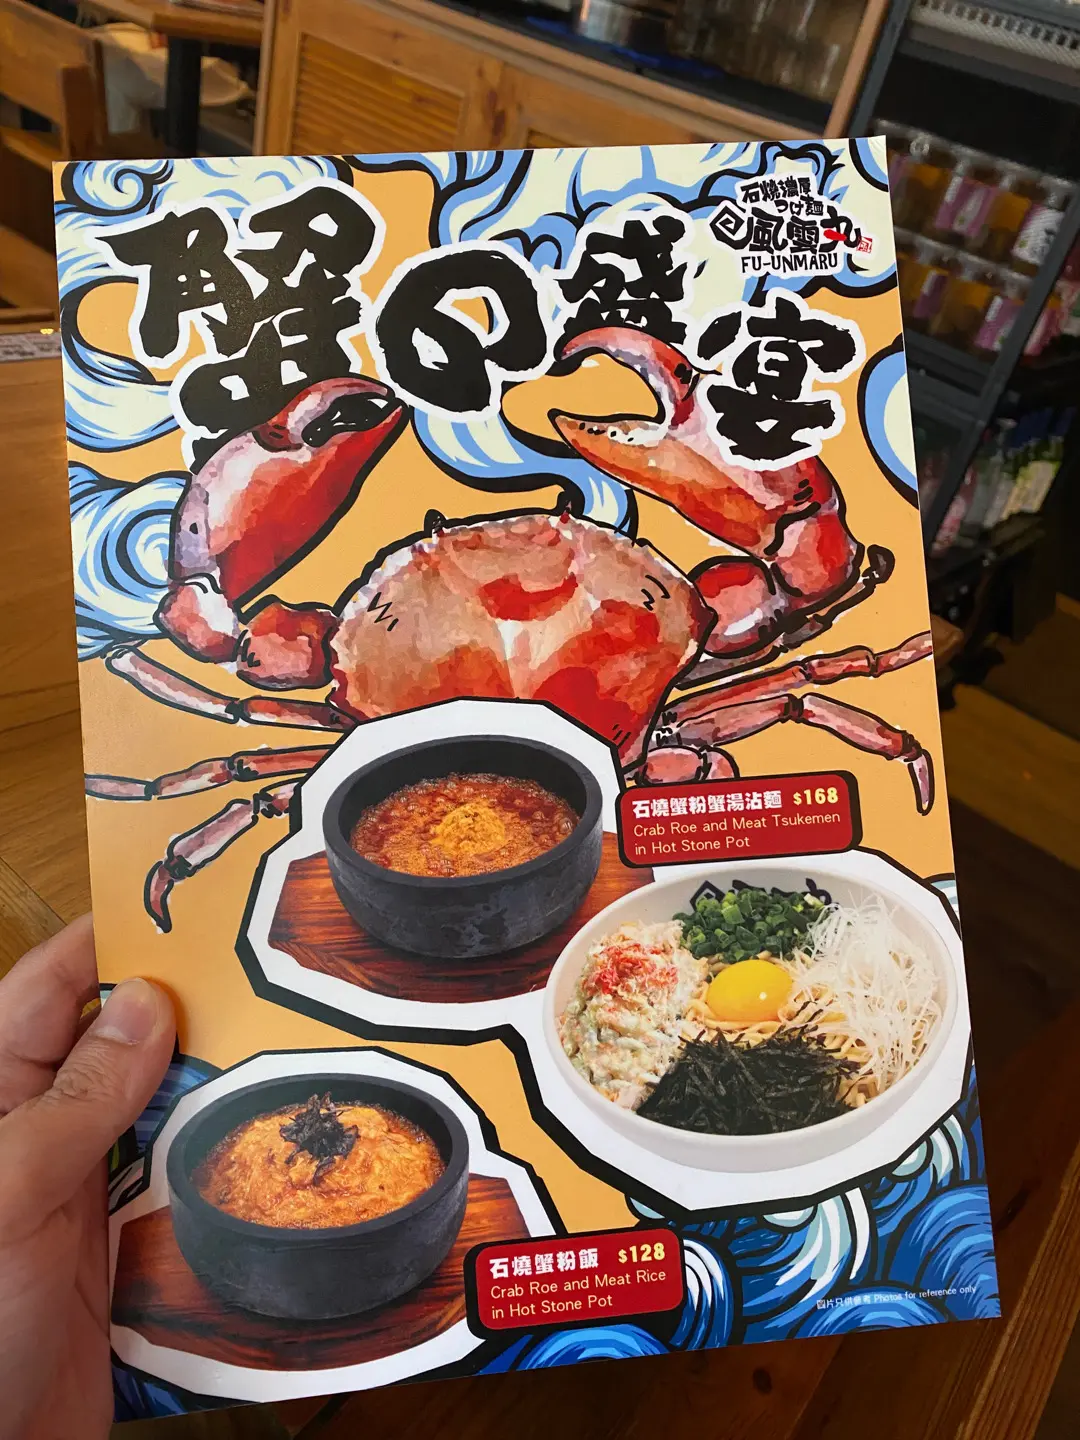 蟹の盛宴
石燒濃厚
つけ麺
風雲丸
FU-UNMARU
石燒蟹粉蟹湯沾麵 $168
Crab Roe and Meat Tsukemen
in Hot Stone Pot
石燒蟹粉飯 $128
Crab Roe and Meat Rice
in Hot Stone Pot
圖片只供參考 Photos for reference only